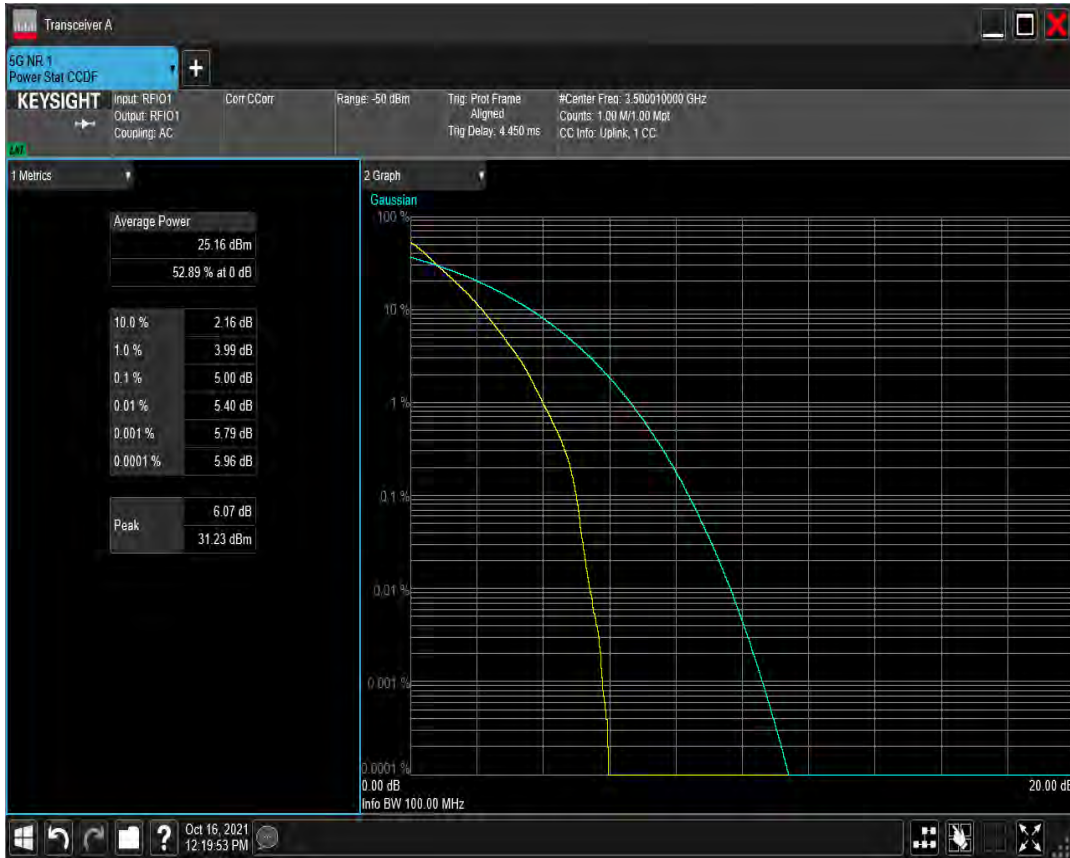 Transceiver A
5G NR 1
Power Stat CCDF
+
KEYSIGHT
Input: RFIO1
Output: RFIO1
Coupling: AC
Corr CCorr
Range: -50 dBm
Trig: Prot Frame
Aligned
Trig Delay: 4.450 ms
#Center Freq: 3.500010000 GHz
Counts: 1.00 M/1.00 Mpt
CC Info: Uplink, 1 CC
1 Metrics
Average Power
25.16 dBm
52.89 % at 0 dB
10.0 % 2.16 dB
1.0 % 3.99 dB
0.1 % 5.00 dB
0.01 % 5.40 dB
0.001 % 5.79 dB
0.0001 % 5.96 dB
Peak
6.07 dB
31.23 dBm
2 Graph
Gaussian
100 %
10 %
1 %
0.1 %
0.01 %
0.001 %
0.0001 %
0.00 dB
20.00 dB
Info BW 100.00 MHz
?
Oct 16, 2021
12:19:53 PM